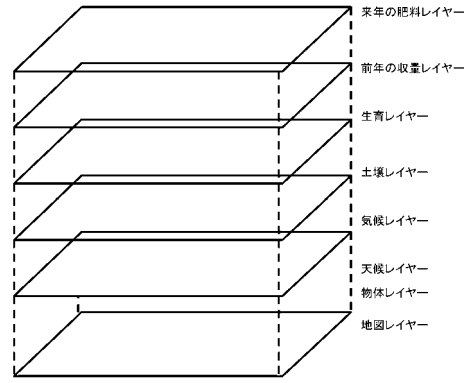 来年の肥料レイヤー
前年の収量レイヤー
生育レイヤー
土壌レイヤー
気候レイヤー
天候レイヤー
物体レイヤー
地図レイヤー